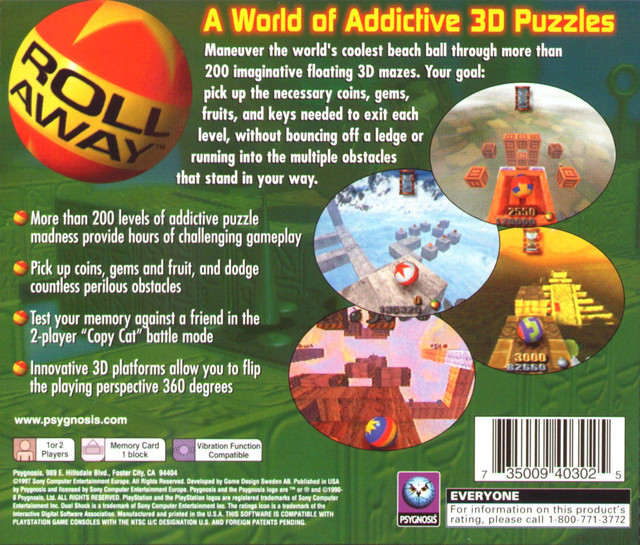 ROLL
AWAY™
A World of Addictive 3D Puzzles
Maneuver the world's coolest beach ball through more than
200 imaginative floating 3D mazes. Your goal:
pick up the necessary coins, gems,
fruits, and keys needed to exit each
level, without bouncing off a ledge or
running into the multiple obstacles
that stand in your way.
More than 200 levels of addictive puzzle
madness provide hours of challenging gameplay
Pick up coins, gems and fruit, and dodge
countless perilous obstacles
Test your memory against a friend in the
2-player "Copy Cat" battle mode
Innovative 3D platforms allow you to flip
the playing perspective 360 degrees
2550
3000
82550
www.psygnosis.com
1 or 2
Players
Memory Card
1 block
Vibration Function
Compatible
Psygnosis, 989 E. Hillsdale Blvd., Foster City, CA 94404
©1997 Sony Computer Entertainment Europe. All Rights Reserved. Developed by Game Design Sweden AB. Published in USA
by Psygnosis and licensed by Sony Computer Entertainment Europe. Psygnosis and the Psygnosis logo are ™ or ® and ©1990-
8 Psygnosis, Ltd. ALL RIGHTS RESERVED. PlayStation and the PlayStation logos are registered trademarks of Sony Computer
Entertainment Inc. Dual Shock is a trademark of Sony Computer Entertainment Inc. The ratings icon is a trademark of the
Interactive Digital Software Association. Manufactured and printed in the U.S.A. THIS SOFTWARE IS COMPATIBLE WITH
PLAYSTATION GAME CONSOLES WITH THE NTSC U/C DESIGNATION U.S. AND FOREIGN PATENTS PENDING.
PSYGNOSIS
7 35009 40302 5
EVERYONE
For information on this product's
rating, please call 1-800-771-3772